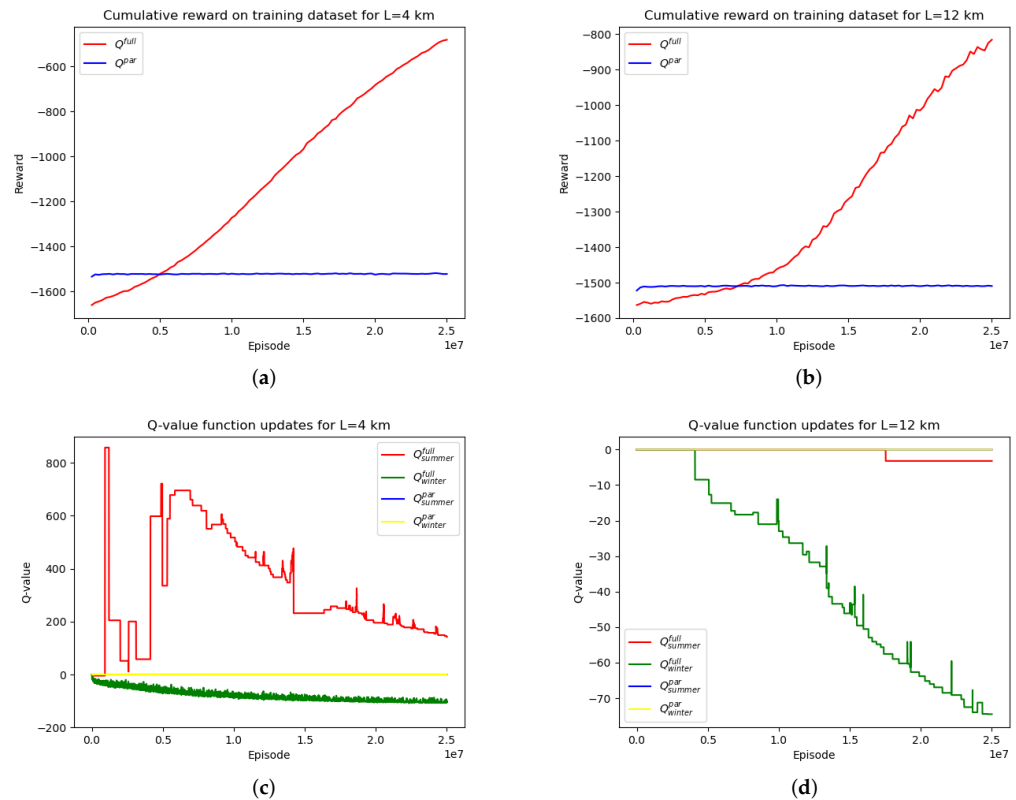 Cumulative reward on training dataset for L=4 km
Q^full
Q^par
−600
−800
−1000
−1200
−1400
−1600
Reward
0.0 0.5 1.0 1.5 2.0 2.5
1e7
Episode
(a)
Cumulative reward on training dataset for L=12 km
Q^full
Q^par
−800
−900
−1000
−1100
−1200
−1300
−1400
−1500
−1600
Reward
0.0 0.5 1.0 1.5 2.0 2.5
1e7
Episode
(b)
Q-value function updates for L=4 km
Q^full_summer
Q^full_winter
Q^par_summer
Q^par_winter
800
600
400
200
0
−200
Q-value
0.0 0.5 1.0 1.5 2.0 2.5
1e7
Episode
(c)
Q-value function updates for L=12 km
0
−10
−20
−30
−40
−50
−60
−70
Q-value
Q^full_summer
Q^full_winter
Q^par_summer
Q^par_winter
0.0 0.5 1.0 1.5 2.0 2.5
1e7
Episode
(d)